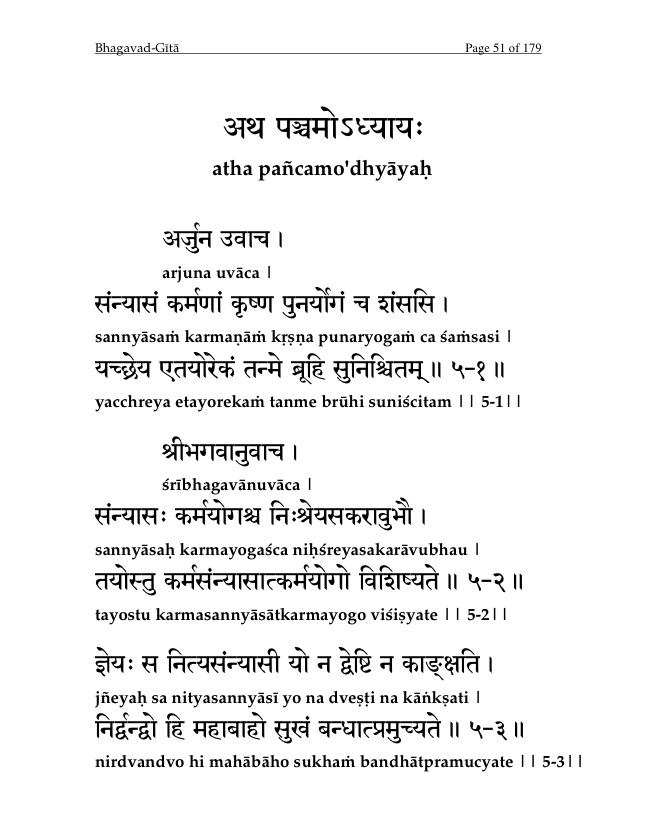 Bhagavad-Gītā Page 51 of 179
अथ पञ्चमोऽध्यायः
atha pañcamo'dhyāyaḥ
अर्जुन उवाच ।
arjuna uvāca |
संन्यासं कर्मणां कृष्ण पुनर्योगं च शंससि ।
sannyāsaṁ karmaṇāṁ kṛṣṇa punaryogaṁ ca śaṁsasi |
यच्छ्रेय एतयोरेकं तन्मे ब्रूहि सुनिश्चितम् ॥ ५-१ ॥
yacchreya etayorekaṁ tanme brūhi suniścitam || 5-1||
श्रीभगवानुवाच ।
śrībhagavānuvāca |
संन्यासः कर्मयोगश्च निःश्रेयसकरावुभौ ।
sannyāsaḥ karmayogaśca niḥśreyasakarāvubhau |
तयोस्तु कर्मसंन्यासात्कर्मयोगो विशिष्यते ॥ ५-२ ॥
tayostu karmasannyāsātkarmayogo viśiṣyate || 5-2||
ज्ञेयः स नित्यसंन्यासी यो न द्वेष्टि न काङ्क्षति ।
jñeyaḥ sa nityasannyāsī yo na dveṣṭi na kāṅkṣati |
निर्द्वन्द्वो हि महाबाहो सुखं बन्धात्प्रमुच्यते ॥ ५-३ ॥
nirdvandvo hi mahābāho sukhaṁ bandhātpramucyate || 5-3||